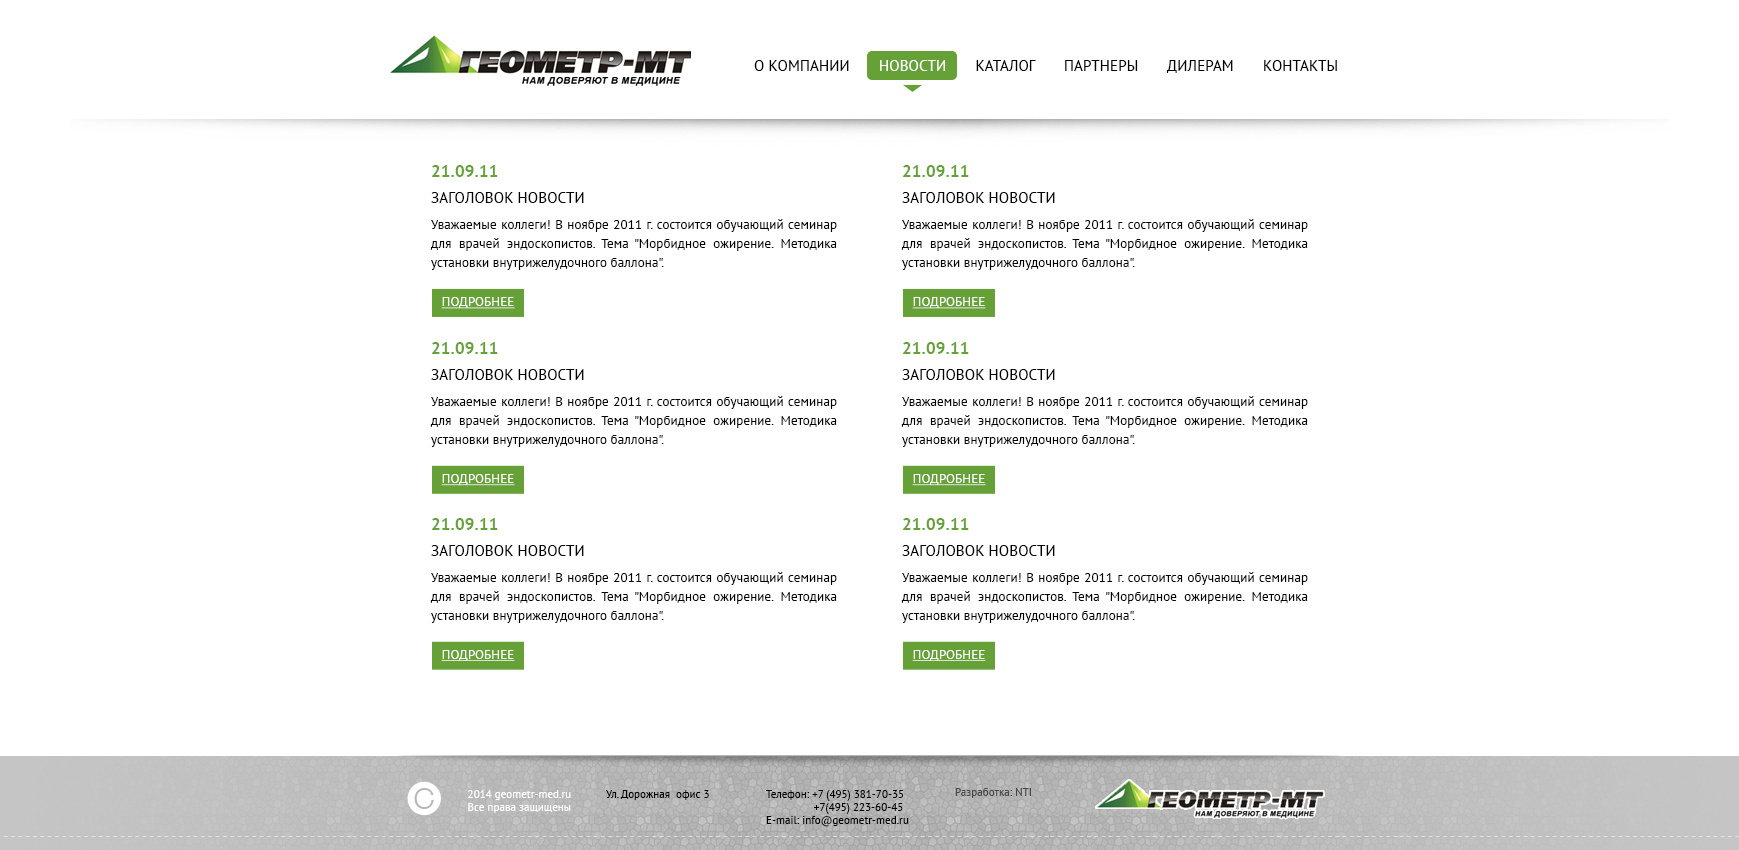 ГЕОМЕТР-МТ
НАМ ДОВЕРЯЮТ В МЕДИЦИНЕ
О КОМПАНИИ НОВОСТИ КАТАЛОГ ПАРТНЕРЫ ДИЛЕРАМ КОНТАКТЫ
21.09.11
ЗАГОЛОВОК НОВОСТИ
Уважаемые коллеги! В ноябре 2011 г. состоится обучающий семинар
для врачей эндоскопистов. Тема "Морбидное ожирение. Методика
установки внутрижелудочного баллона".
ПОДРОБНЕЕ
21.09.11
ЗАГОЛОВОК НОВОСТИ
Уважаемые коллеги! В ноябре 2011 г. состоится обучающий семинар
для врачей эндоскопистов. Тема "Морбидное ожирение. Методика
установки внутрижелудочного баллона".
ПОДРОБНЕЕ
21.09.11
ЗАГОЛОВОК НОВОСТИ
Уважаемые коллеги! В ноябре 2011 г. состоится обучающий семинар
для врачей эндоскопистов. Тема "Морбидное ожирение. Методика
установки внутрижелудочного баллона".
ПОДРОБНЕЕ
21.09.11
ЗАГОЛОВОК НОВОСТИ
Уважаемые коллеги! В ноябре 2011 г. состоится обучающий семинар
для врачей эндоскопистов. Тема "Морбидное ожирение. Методика
установки внутрижелудочного баллона".
ПОДРОБНЕЕ
21.09.11
ЗАГОЛОВОК НОВОСТИ
Уважаемые коллеги! В ноябре 2011 г. состоится обучающий семинар
для врачей эндоскопистов. Тема "Морбидное ожирение. Методика
установки внутрижелудочного баллона".
ПОДРОБНЕЕ
21.09.11
ЗАГОЛОВОК НОВОСТИ
Уважаемые коллеги! В ноябре 2011 г. состоится обучающий семинар
для врачей эндоскопистов. Тема "Морбидное ожирение. Методика
установки внутрижелудочного баллона".
ПОДРОБНЕЕ
©
2014 geometr-med.ru
Все права защищены
Ул. Дорожная офис 3
Телефон: +7 (495) 381-70-35
+7(495) 223-60-45
E-mail: info@geometr-med.ru
Разработка: NTI
ГЕОМЕТР-МТ
НАМ ДОВЕРЯЮТ В МЕДИЦИНЕ